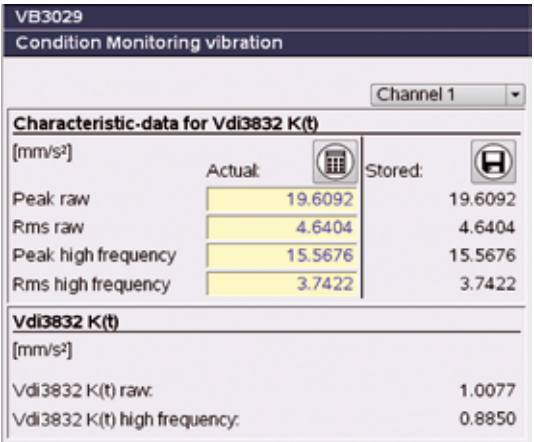 VB3029
Condition Monitoring vibration
Channel 1
Characteristic-data for Vdi3832 K(t)
[mm/s²]
Actual: Stored:
Peak raw 19.6092 19.6092
Rms raw 4.6404 4.6404
Peak high frequency 15.5676 15.5676
Rms high frequency 3.7422 3.7422
Vdi3832 K(t)
[mm/s²]
Vdi3832 K(t) raw: 1.0077
Vdi3832 K(t) high frequency: 0.8850